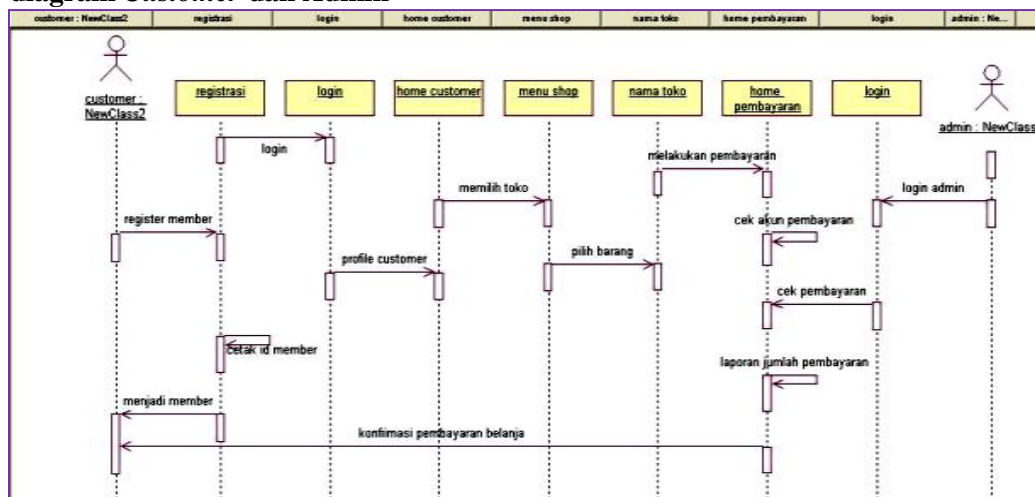 diagram Customer dan Admin
customer : NewClass2 registrasi login home customer menu shop nama toko home pembayaran login admin : Ne...
customer :
NewClass2
registrasi
login
home customer
menu shop
nama toko
home
pembayaran
login
admin : NewClass
login
melakukan pembayaran
memilih toko
login admin
register member
cek akun pembayaran
profile customer
pilih barang
cek pembayaran
cetak id member
laporan jumlah pembayaran
menjadi member
konfirmasi pembayaran belanja